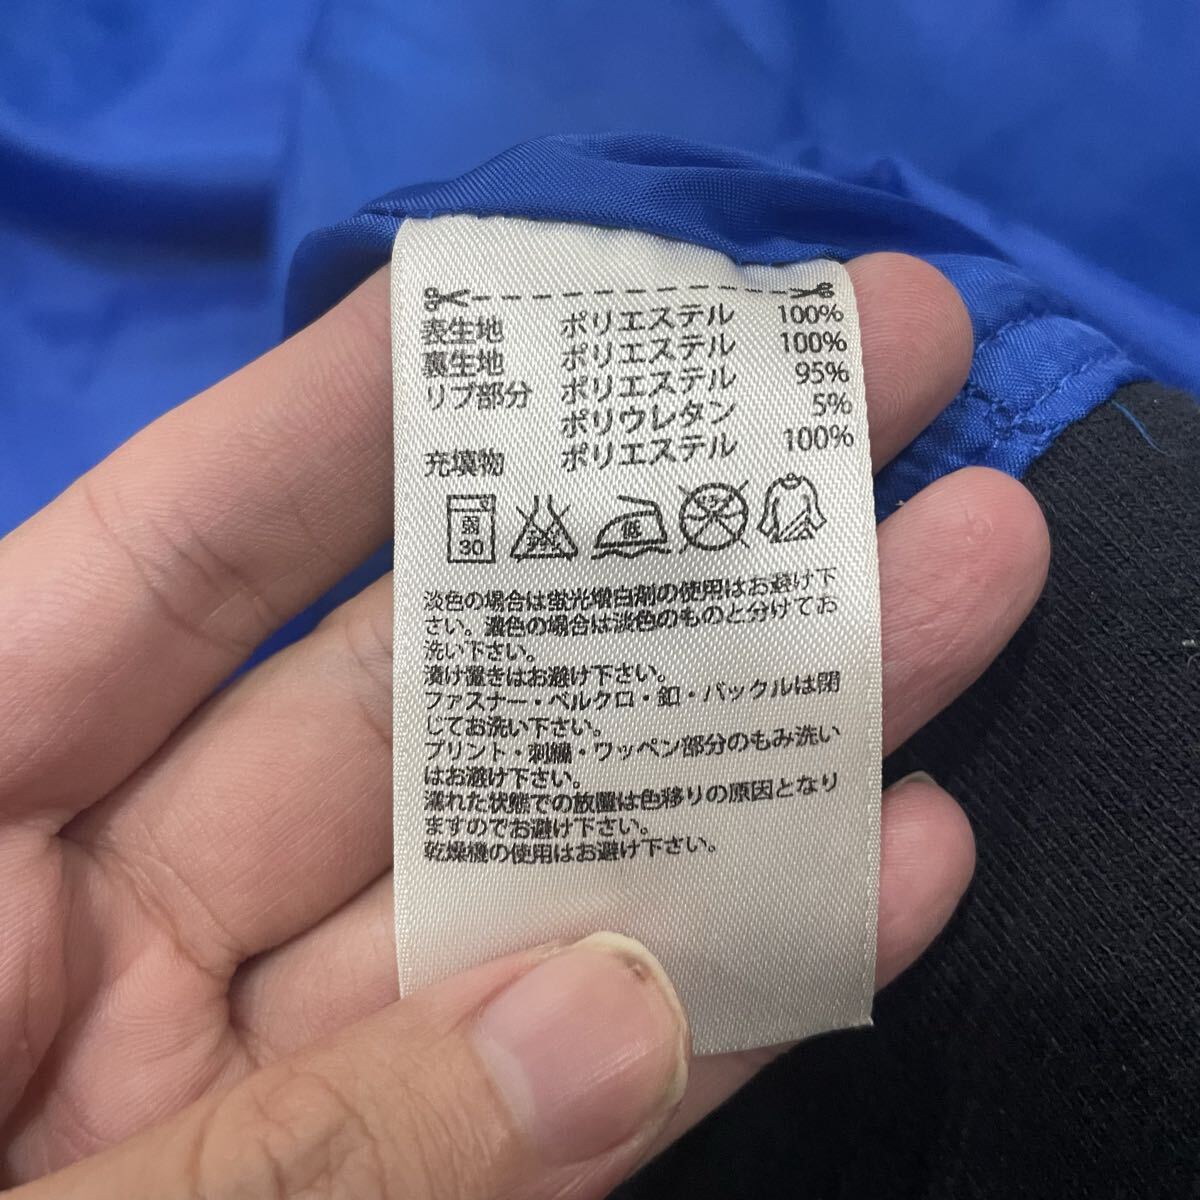 表生地 ポリエステル 100%
裏生地 ポリエステル 100%
リブ部分 ポリエステル 95%
ポリウレタン 5%
充填物 ポリエステル 100%
弱
30
エンソ
低
ドライ
淡色の場合は蛍光増白剤の使用はお避け下
さい。濃色の場合は淡色のものと分けてお
洗い下さい。
漬け置きはお避け下さい。
ファスナー・ベルクロ・釦・バックルは閉
じてお洗い下さい。
プリント・刺繍・ワッペン部分のもみ洗い
はお避け下さい。
濡れた状態での放置は色移りの原因となり
ますのでお避け下さい。
乾燥機の使用はお避け下さい。